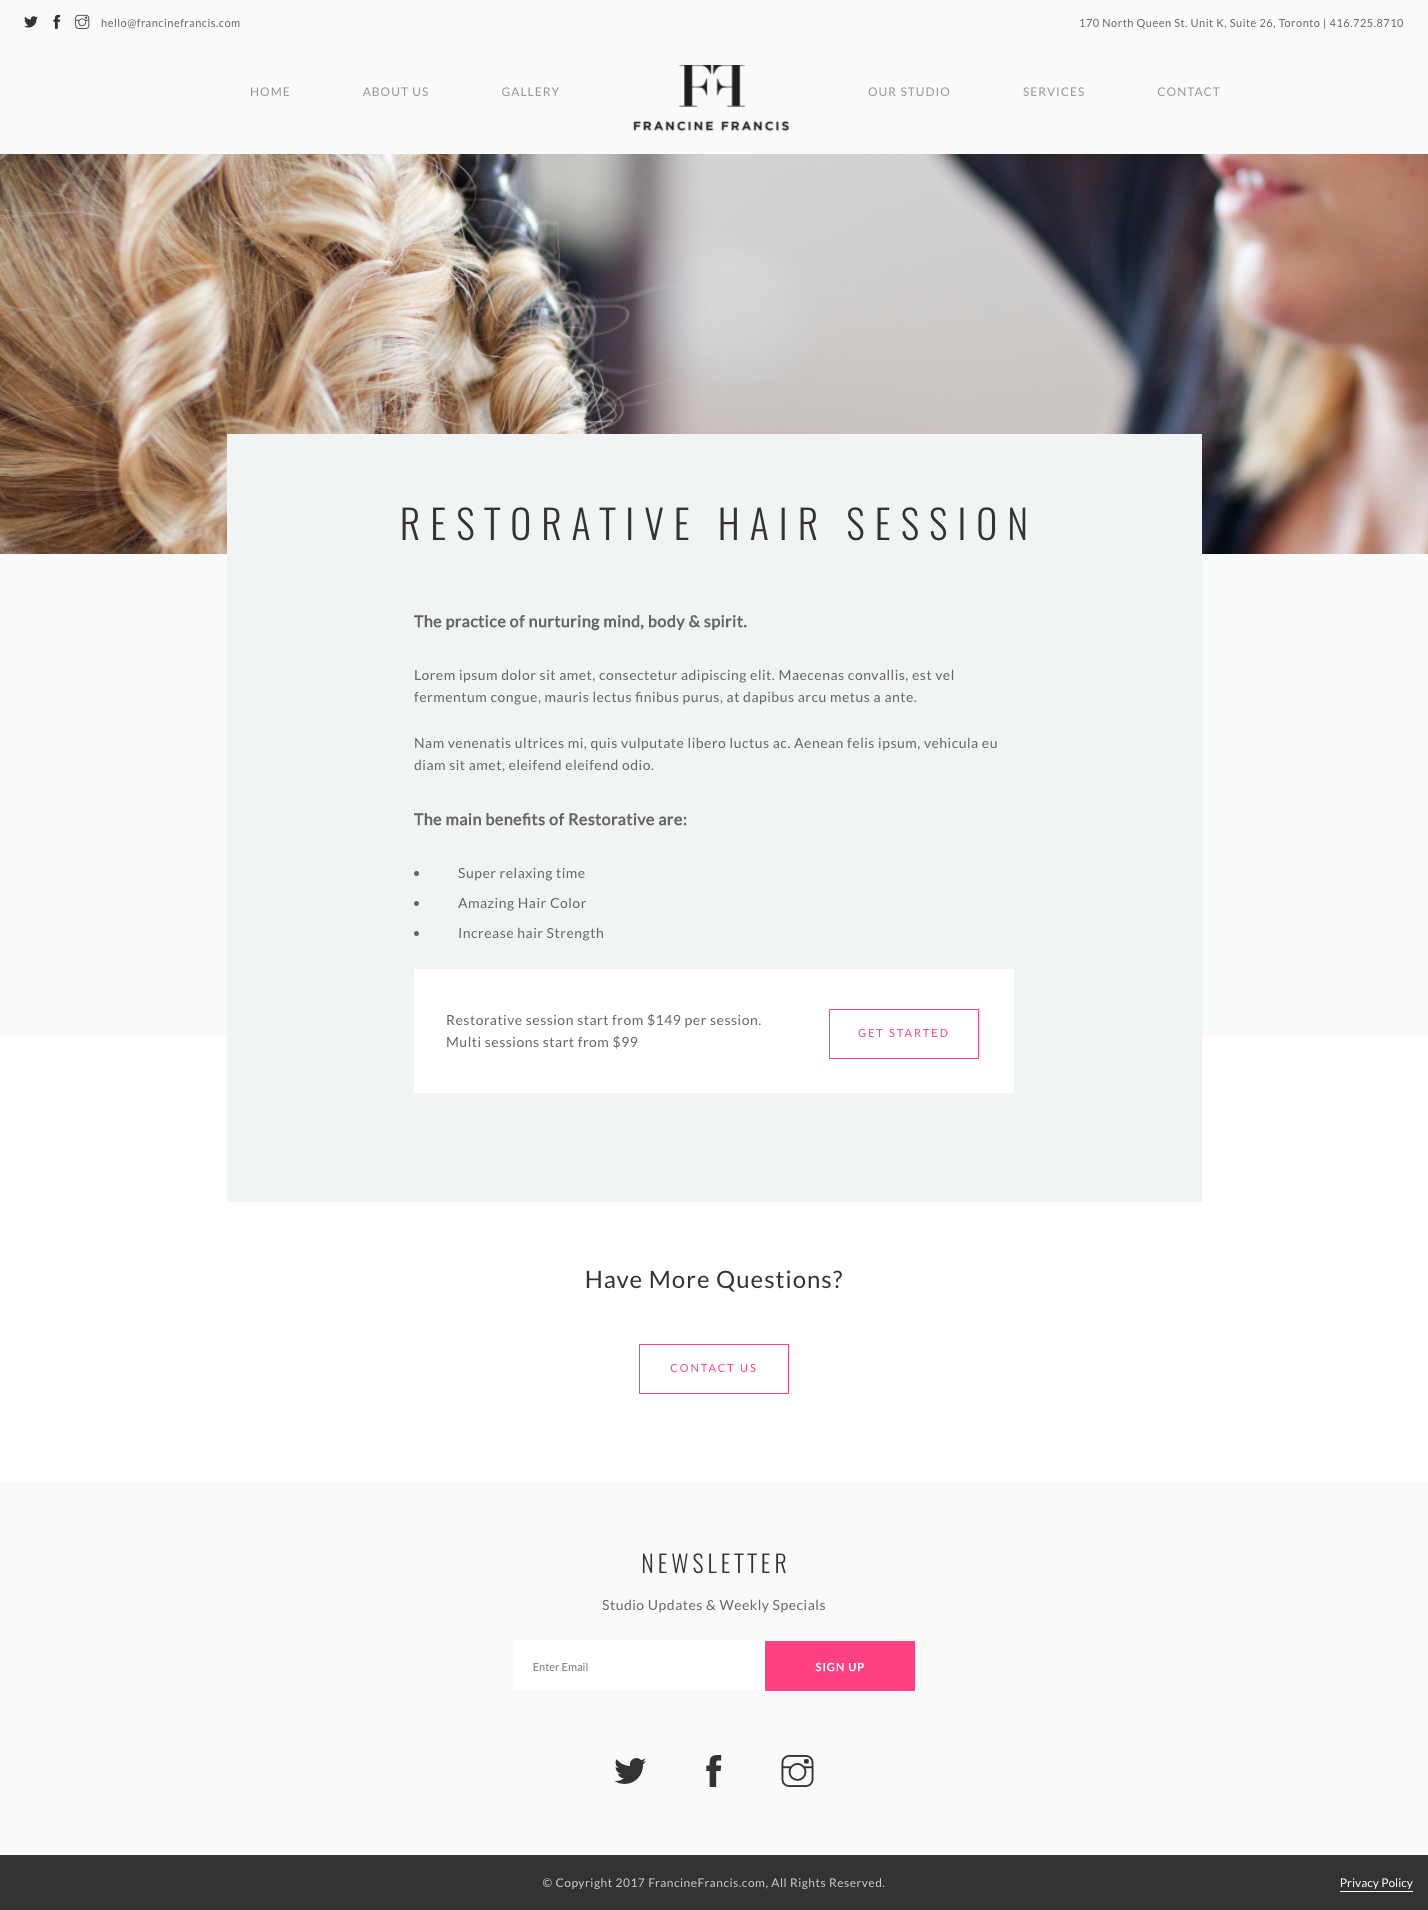 hello@francinefrancis.com
170 North Queen St. Unit K, Suite 26, Toronto | 416.725.8710
HOME
ABOUT US
GALLERY
FF
FRANCINE FRANCIS
OUR STUDIO
SERVICES
CONTACT
RESTORATIVE HAIR SESSION
The practice of nurturing mind, body & spirit.
Lorem ipsum dolor sit amet, consectetur adipiscing elit. Maecenas convallis, est vel
fermentum congue, mauris lectus finibus purus, at dapibus arcu metus a ante.
Nam venenatis ultrices mi, quis vulputate libero luctus ac. Aenean felis ipsum, vehicula eu
diam sit amet, eleifend eleifend odio.
The main benefits of Restorative are:
• Super relaxing time
• Amazing Hair Color
• Increase hair Strength
Restorative session start from $149 per session.
Multi sessions start from $99
GET STARTED
Have More Questions?
CONTACT US
NEWSLETTER
Studio Updates & Weekly Specials
Enter Email
SIGN UP
© Copyright 2017 FrancineFrancis.com, All Rights Reserved.
Privacy Policy